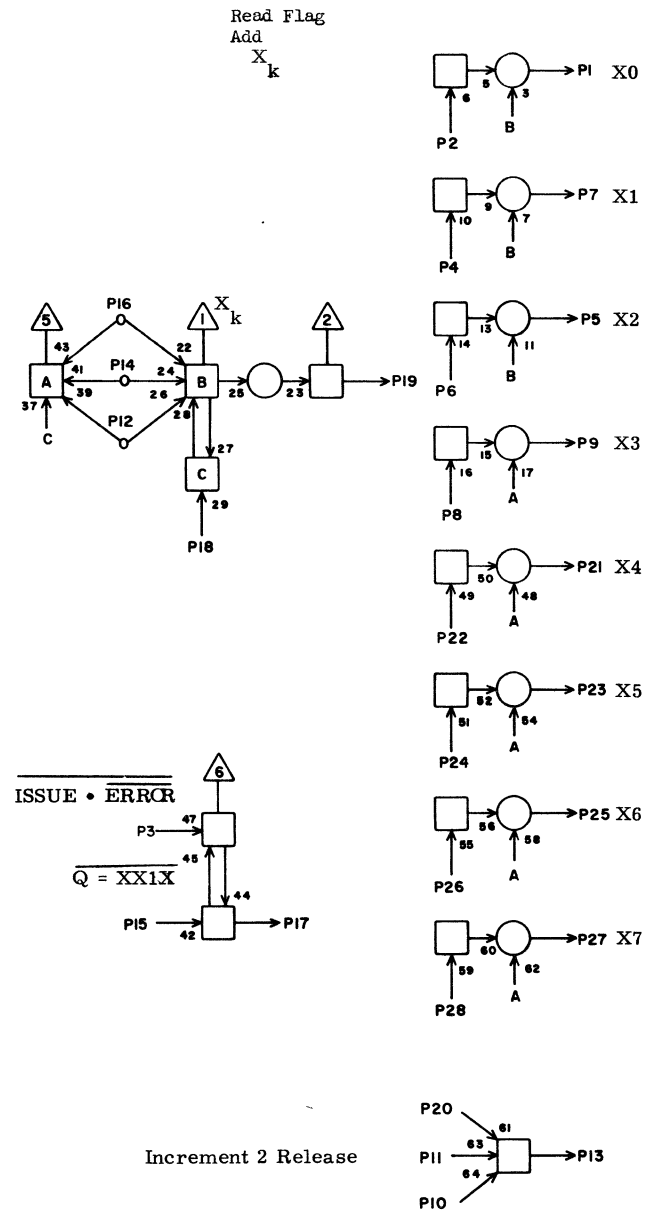 Read Flag
Add
X
k
P1 X0
5
3
6
P2
B
P7 X1
9
7
10
P4
B
P5 X2
13
11
14
P6
B
5
P16
1
X
k
2
43
22
A
41
P14
24
B
25
23
P19
37
39
26
C
P12
28
27
C
29
P18
P9 X3
15
17
16
P8
A
P21 X4
50
48
49
P22
A
P23 X5
52
54
51
P24
A
6
ISSUE • ERROR
P3
47
45
Q = XX1X
44
P15
42
P17
P25 X6
56
58
55
P26
A
P27 X7
60
62
59
P28
A
P20
61
Increment 2 Release
P11
63
P13
64
P10